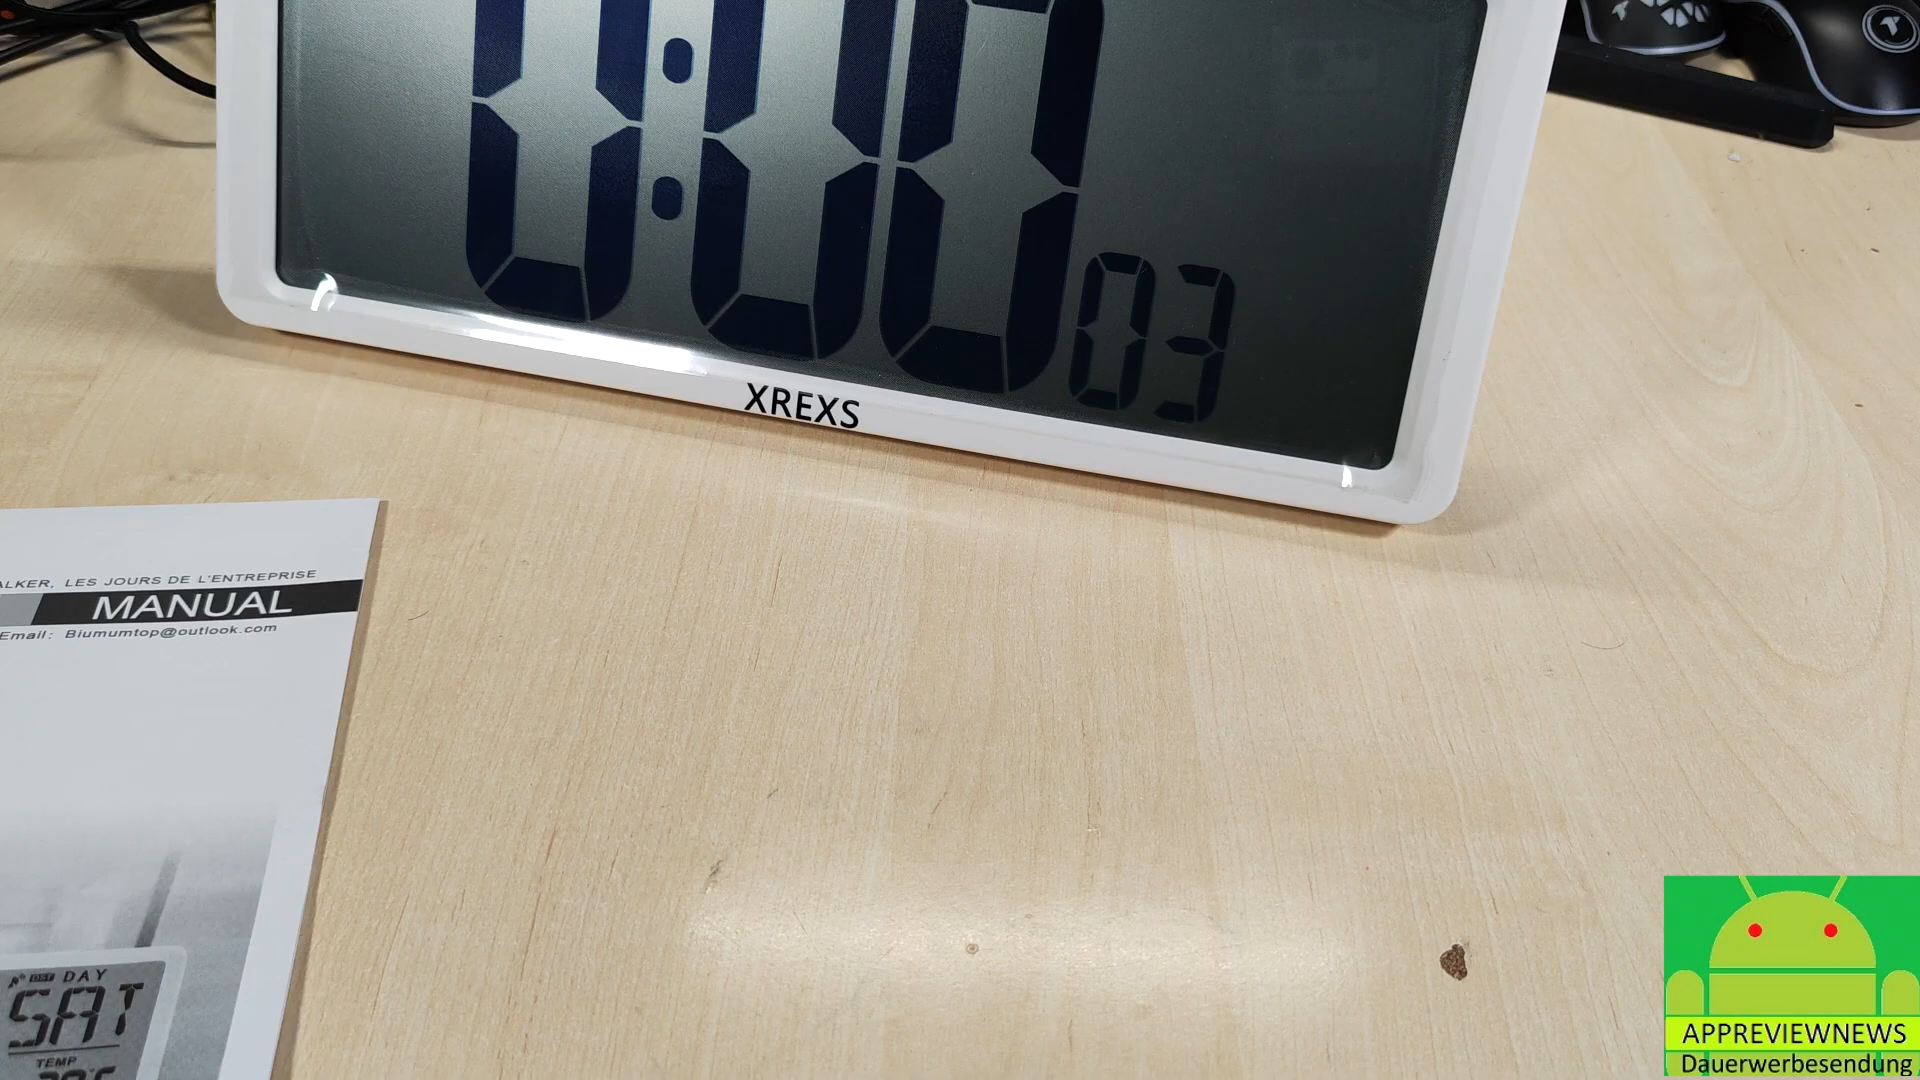 0:00
03
XREXS
ALKER, LES JOURS DE L'ENTREPRISE
MANUAL
Email: Biumumtop@outlook.com
DST DAY
SAT
TEMP
APPREVIEWNEWS
Dauerwerbesendung